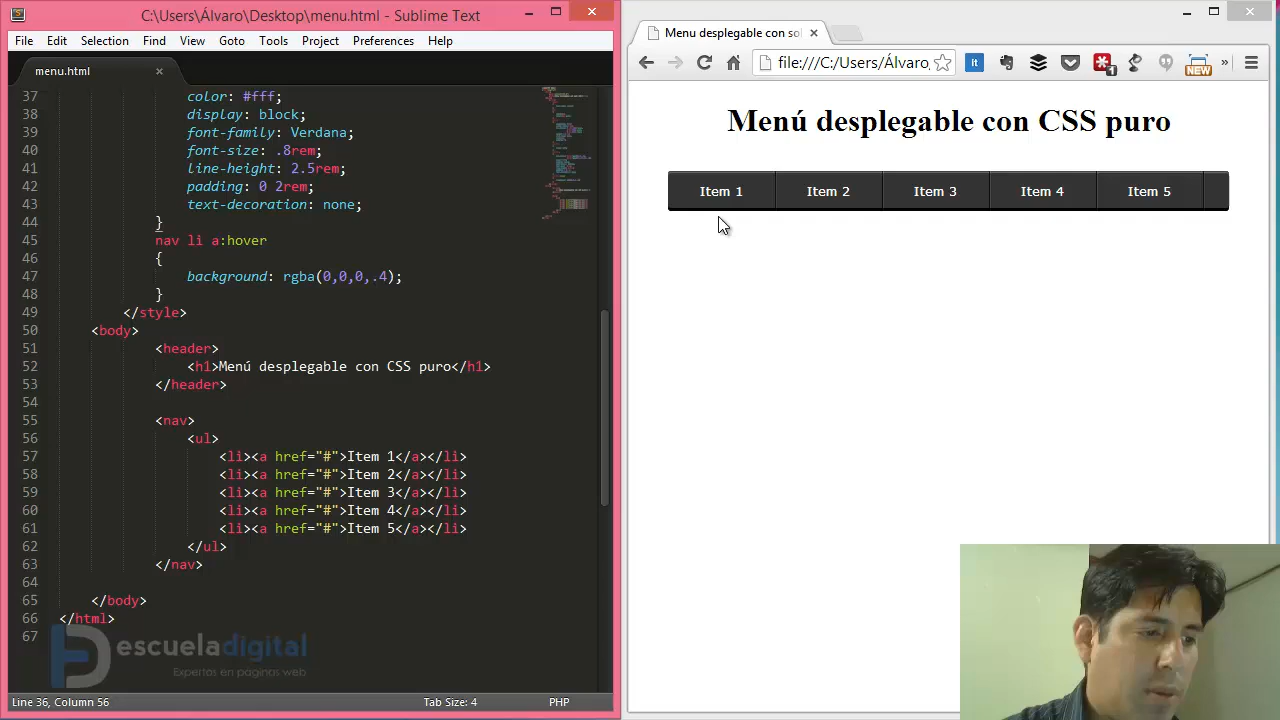 C:\Users\Álvaro\Desktop\menu.html - Sublime Text
File Edit Selection Find View Goto Tools Project Preferences Help
menu.html ×
37 color: #fff;
38 display: block;
39 font-family: Verdana;
40 font-size: .8rem;
41 line-height: 2.5rem;
42 padding: 0 2rem;
43 text-decoration: none;
44 }
45 nav li a:hover
46 {
47 background: rgba(0,0,0,.4);
48 }
49 </style>
50 <body>
51 <header>
52 <h1>Menú desplegable con CSS puro</h1>
53 </header>
54
55 <nav>
56 <ul>
57 <li><a href="#">Item 1</a></li>
58 <li><a href="#">Item 2</a></li>
59 <li><a href="#">Item 3</a></li>
60 <li><a href="#">Item 4</a></li>
61 <li><a href="#">Item 5</a></li>
62 </ul>
63 </nav>
64
65 </body>
66 </html>
67
escueladigital
Expertos en páginas web
Line 36, Column 56 Tab Size: 4 PHP
Menu desplegable con sol ×
file:///C:/Users/Álvaro/
It 1 NEW »
Menú desplegable con CSS puro
Item 1 Item 2 Item 3 Item 4 Item 5